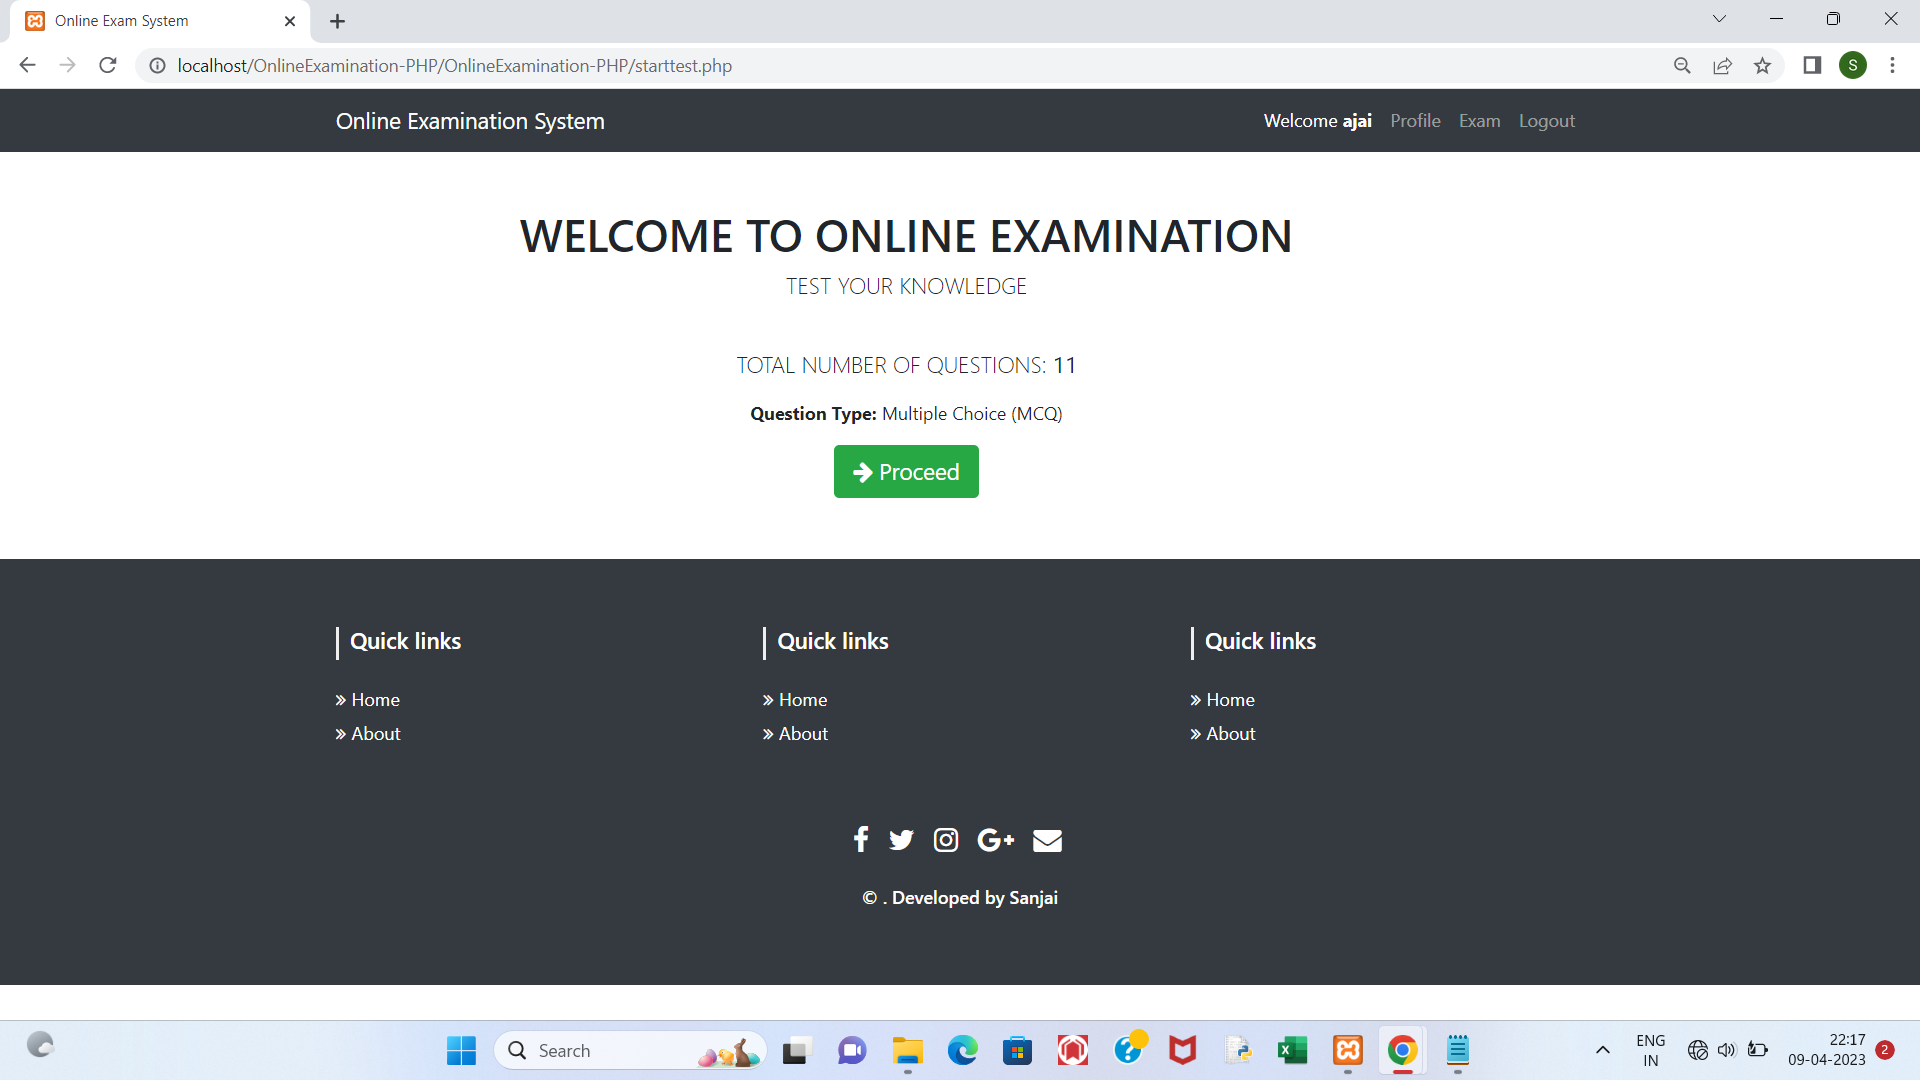 Online Exam System
localhost/OnlineExamination-PHP/OnlineExamination-PHP/starttest.php
S
Online Examination System
Welcome ajai Profile Exam Logout
WELCOME TO ONLINE EXAMINATION
TEST YOUR KNOWLEDGE
TOTAL NUMBER OF QUESTIONS: 11
Question Type: Multiple Choice (MCQ)
Proceed
Quick links Quick links Quick links
» Home » Home » Home
» About » About » About
G+
© . Developed by Sanjai
Search
ENG
IN
22:17
09-04-2023
2